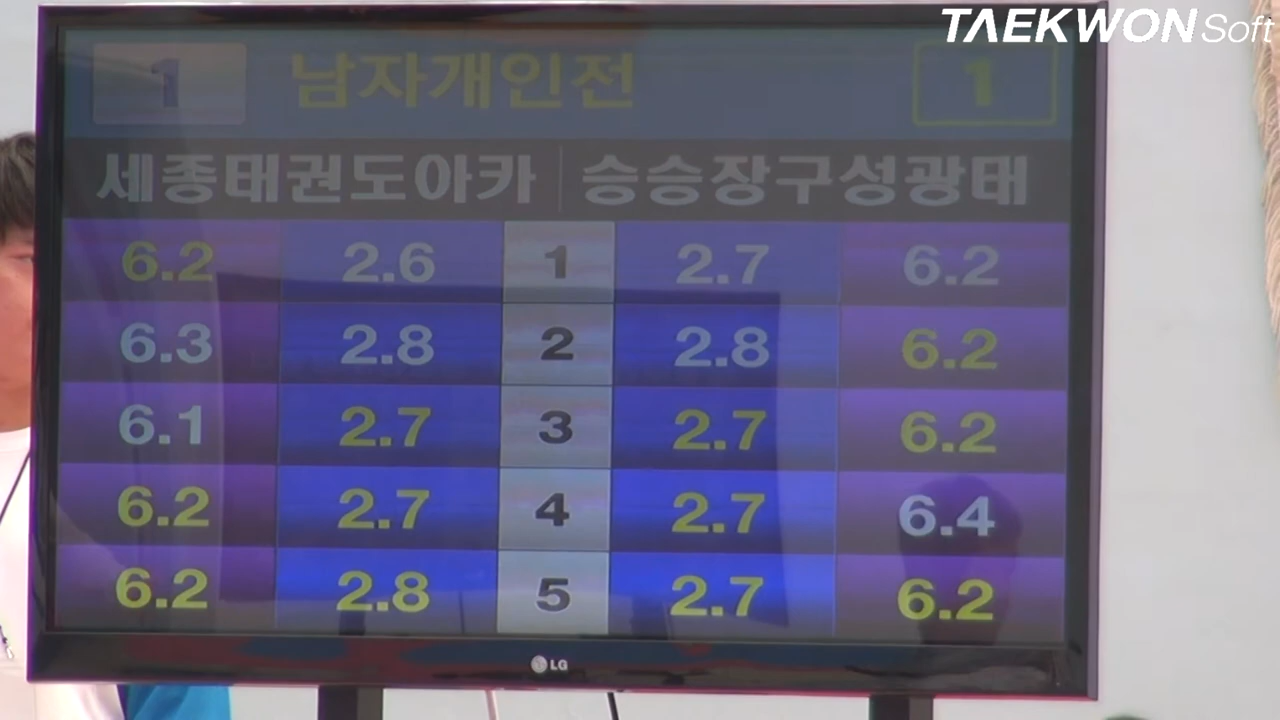 TAEKWON Soft
1 남자개인전 1
세종태권도아카 승승장구성광태
6.2 2.6 1 2.7 6.2
6.3 2.8 2 2.8 6.2
6.1 2.7 3 2.7 6.2
6.2 2.7 4 2.7 6.4
6.2 2.8 5 2.7 6.2
LG